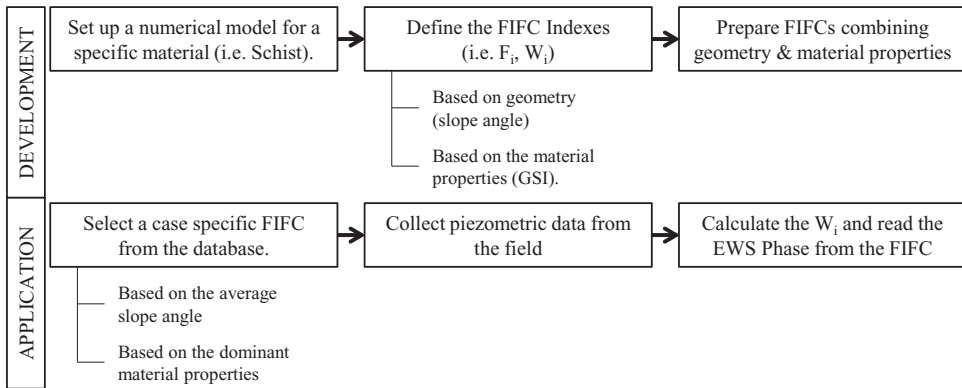 DEVELOPMENT
Set up a numerical model for a
specific material (i.e. Schist).
Define the FIFC Indexes
(i.e. Fi, Wi)
Based on geometry
(slope angle)
Based on the material
properties (GSI).
Prepare FIFCs combining
geometry & material properties
APPLICATION
Select a case specific FIFC
from the database.
Based on the average
slope angle
Based on the dominant
material properties
Collect piezometric data from
the field
Calculate the Wi and read the
EWS Phase from the FIFC